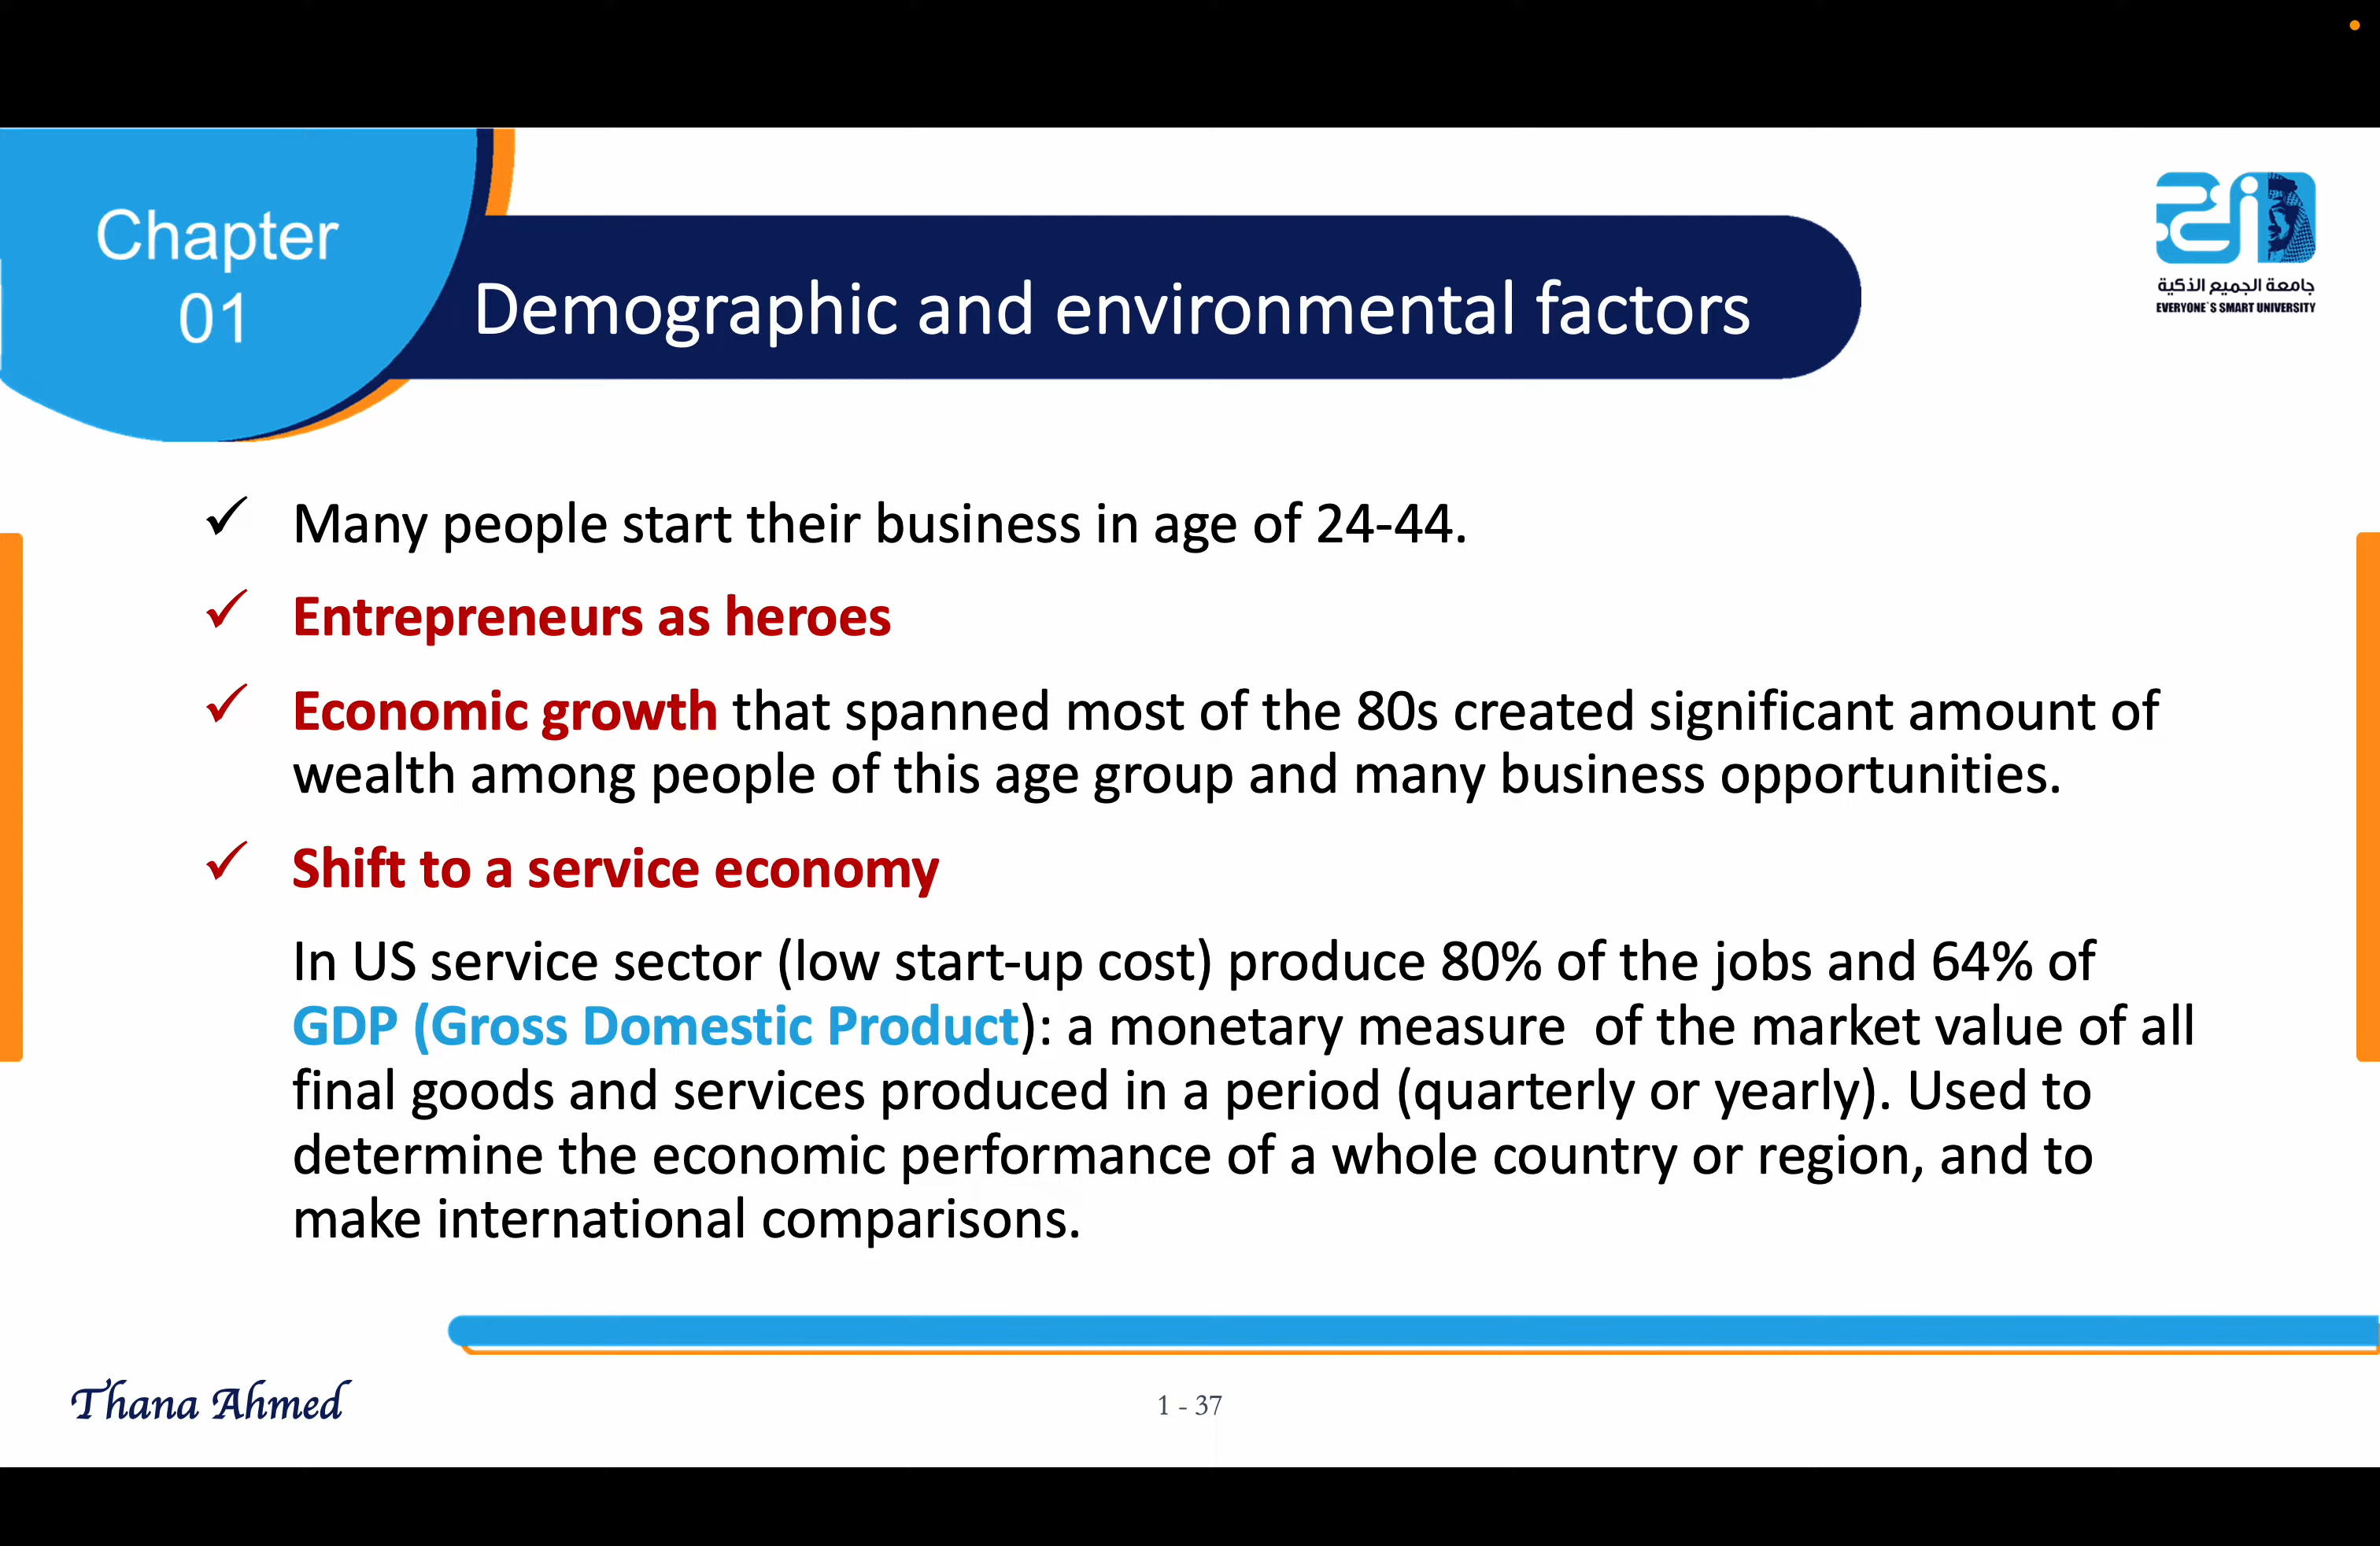 Chapter
01
Demographic and environmental factors
جامعة الجميع الذكية
EVERYONE`S SMART UNIVERSITY
✓ Many people start their business in age of 24-44.
✓ Entrepreneurs as heroes
✓ Economic growth that spanned most of the 80s created significant amount of
wealth among people of this age group and many business opportunities.
✓ Shift to a service economy
In US service sector (low start-up cost) produce 80% of the jobs and 64% of
GDP (Gross Domestic Product): a monetary measure of the market value of all
final goods and services produced in a period (quarterly or yearly). Used to
determine the economic performance of a whole country or region, and to
make international comparisons.
Thana Ahmed
1 - 37